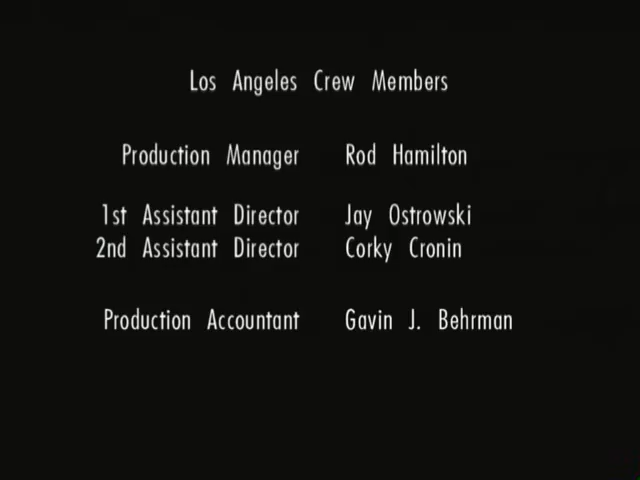 Los Angeles Crew Members
Production Manager Rod Hamilton
1st Assistant Director Jay Ostrowski
2nd Assistant Director Corky Cronin
Production Accountant Gavin J. Behrman